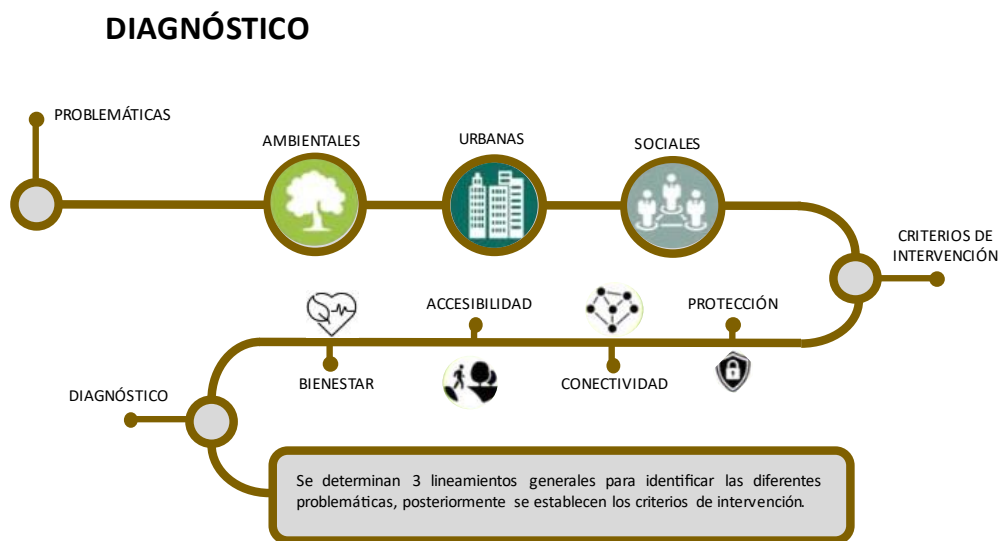 DIAGNÓSTICO
PROBLEMÁTICAS
AMBIENTALES
URBANAS
SOCIALES
CRITERIOS DE
INTERVENCIÓN
ACCESIBILIDAD
PROTECCIÓN
BIENESTAR
CONECTIVIDAD
DIAGNÓSTICO
Se determinan 3 lineamientos generales para identificar las diferentes
problemáticas, posteriormente se establecen los criterios de intervención.